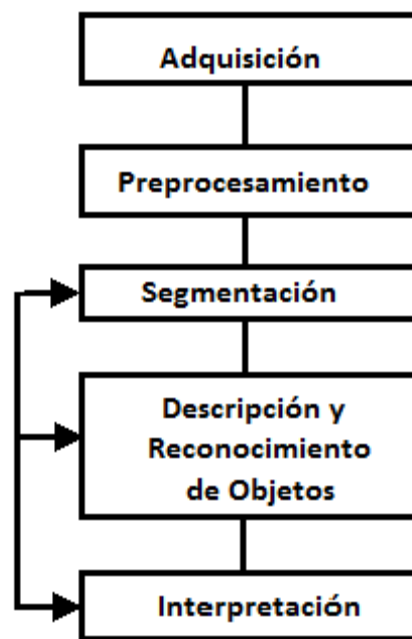 Adquisición
Preprocesamiento
Segmentación
Descripción y
Reconocimiento
de Objetos
Interpretación